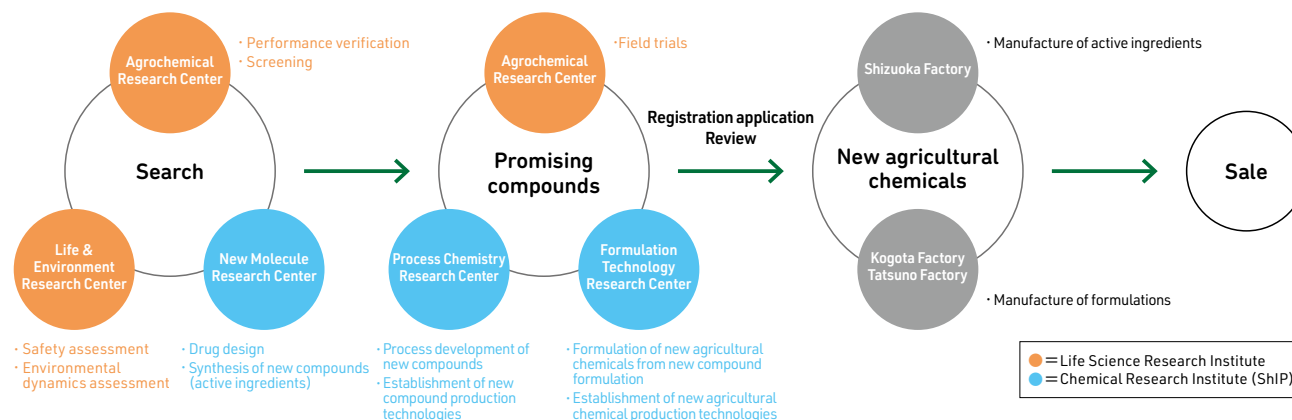 Agrochemical
Research Center
· Performance verification
· Screening
Search
Life &
Environment
Research Center
New Molecule
Research Center
· Safety assessment
· Environmental
dynamics assessment
· Drug design
· Synthesis of new compounds
(active ingredients)
Agrochemical
Research Center
· Field trials
Promising
compounds
Process Chemistry
Research Center
Formulation
Technology
Research Center
· Process development of
new compounds
· Establishment of new
compound production
technologies
· Formulation of new agricultural
chemicals from new compound
formulation
· Establishment of new agricultural
chemical production technologies
Registration application
Review
Shizuoka Factory
· Manufacture of active ingredients
New agricultural
chemicals
Kogota Factory
Tatsuno Factory
· Manufacture of formulations
Sale
=Life Science Research Institute
=Chemical Research Institute (ShIP)